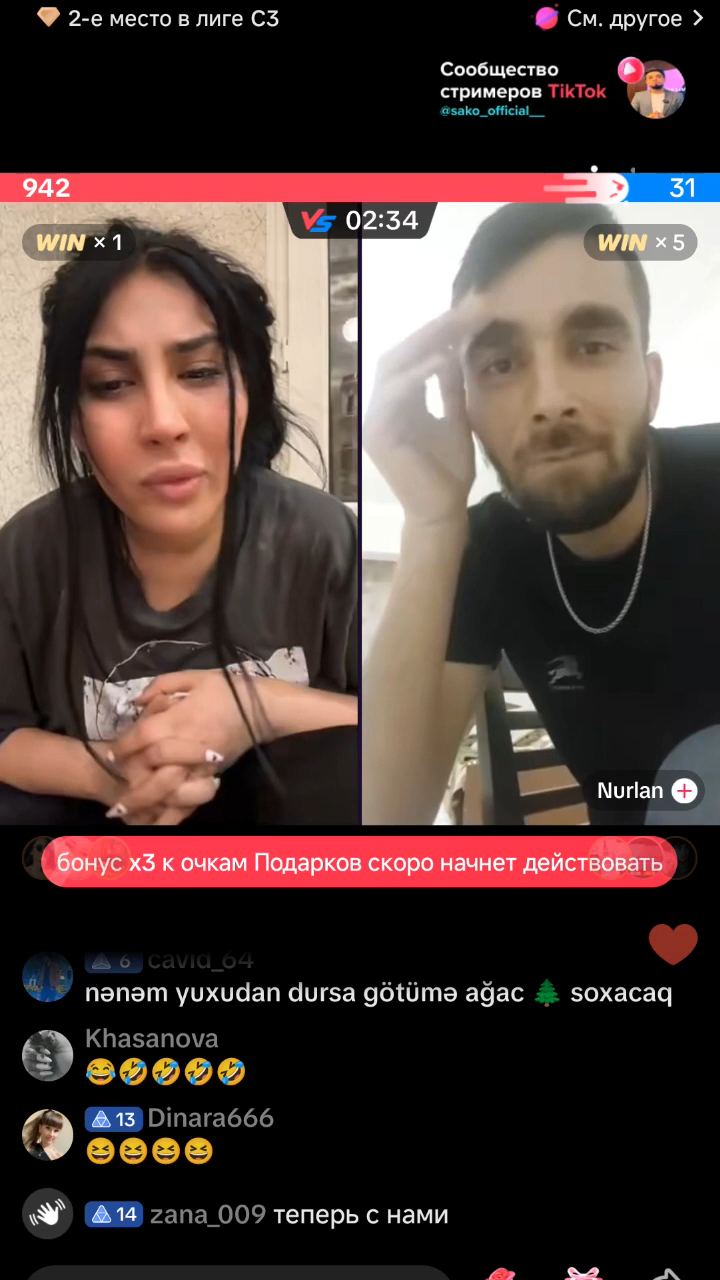 2-е место в лиге C3
См. другое
Сообщество
стримеров TikTok
@sako_official__
942
31
VS 02:34
WIN × 1
WIN × 5
Nurlan
бонус x3 к очкам Подарков скоро начнет действовать
6 cavid_64
nənəm yuxudan dursa götümə ağac 🌲 soxacaq
Khasanova
😂🤣🤣🤣🤣
13 Dinara666
😆😆😆😆
14 zana_009 теперь с нами